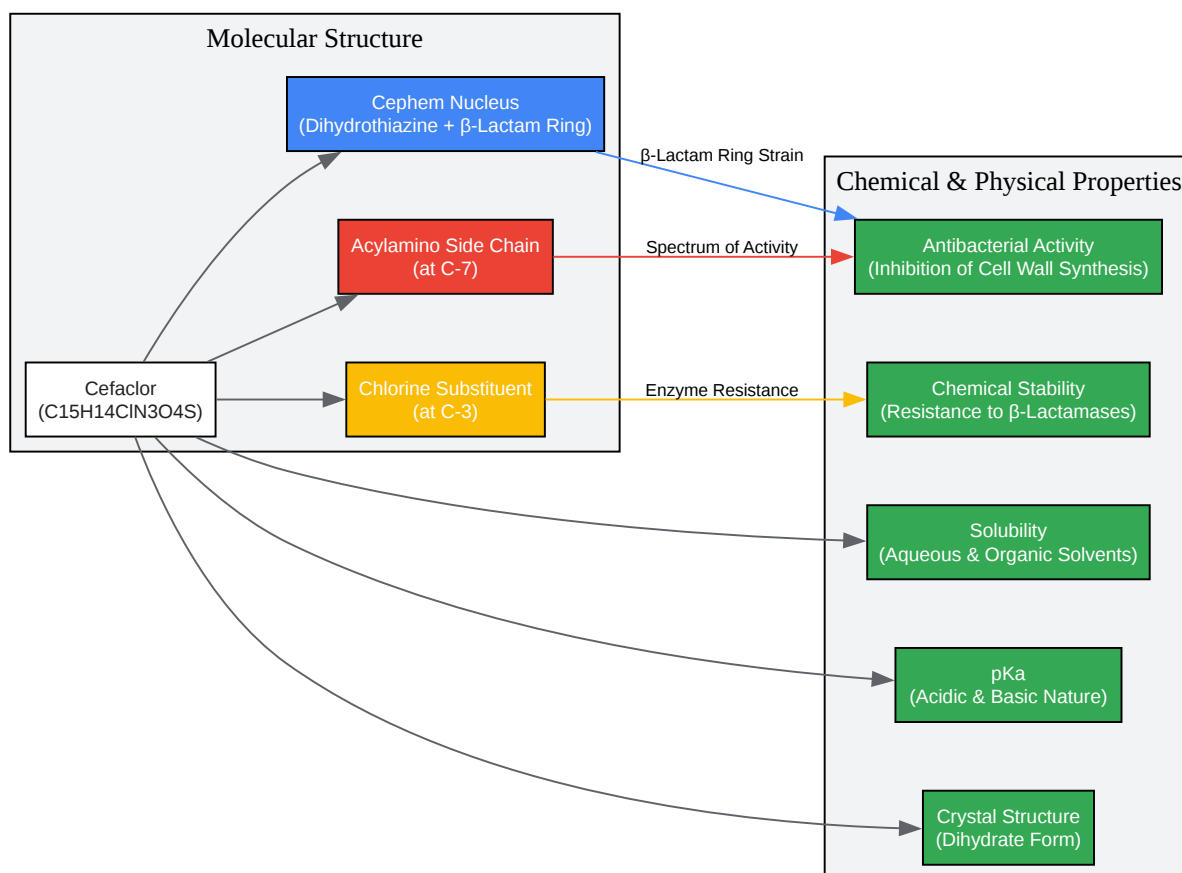 Molecular Structure
Cephem Nucleus
(Dihydrothiazine + β-Lactam Ring)
β-Lactam Ring Strain
Chemical & Physical Properties
Acylamino Side Chain
(at C-7)
Spectrum of Activity
Antibacterial Activity
(Inhibition of Cell Wall Synthesis)
Cefaclor
(C15H14ClN3O4S)
Chlorine Substituent
(at C-3)
Enzyme Resistance
Chemical Stability
(Resistance to β-Lactamases)
Solubility
(Aqueous & Organic Solvents)
pKa
(Acidic & Basic Nature)
Crystal Structure
(Dihydrate Form)